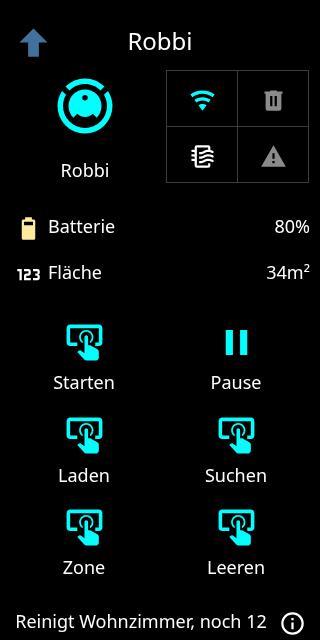 Robbi
Robbi
Batterie 80%
123 Fläche 34m²
Starten Pause
Laden Suchen
Zone Leeren
Reinigt Wohnzimmer, noch 12